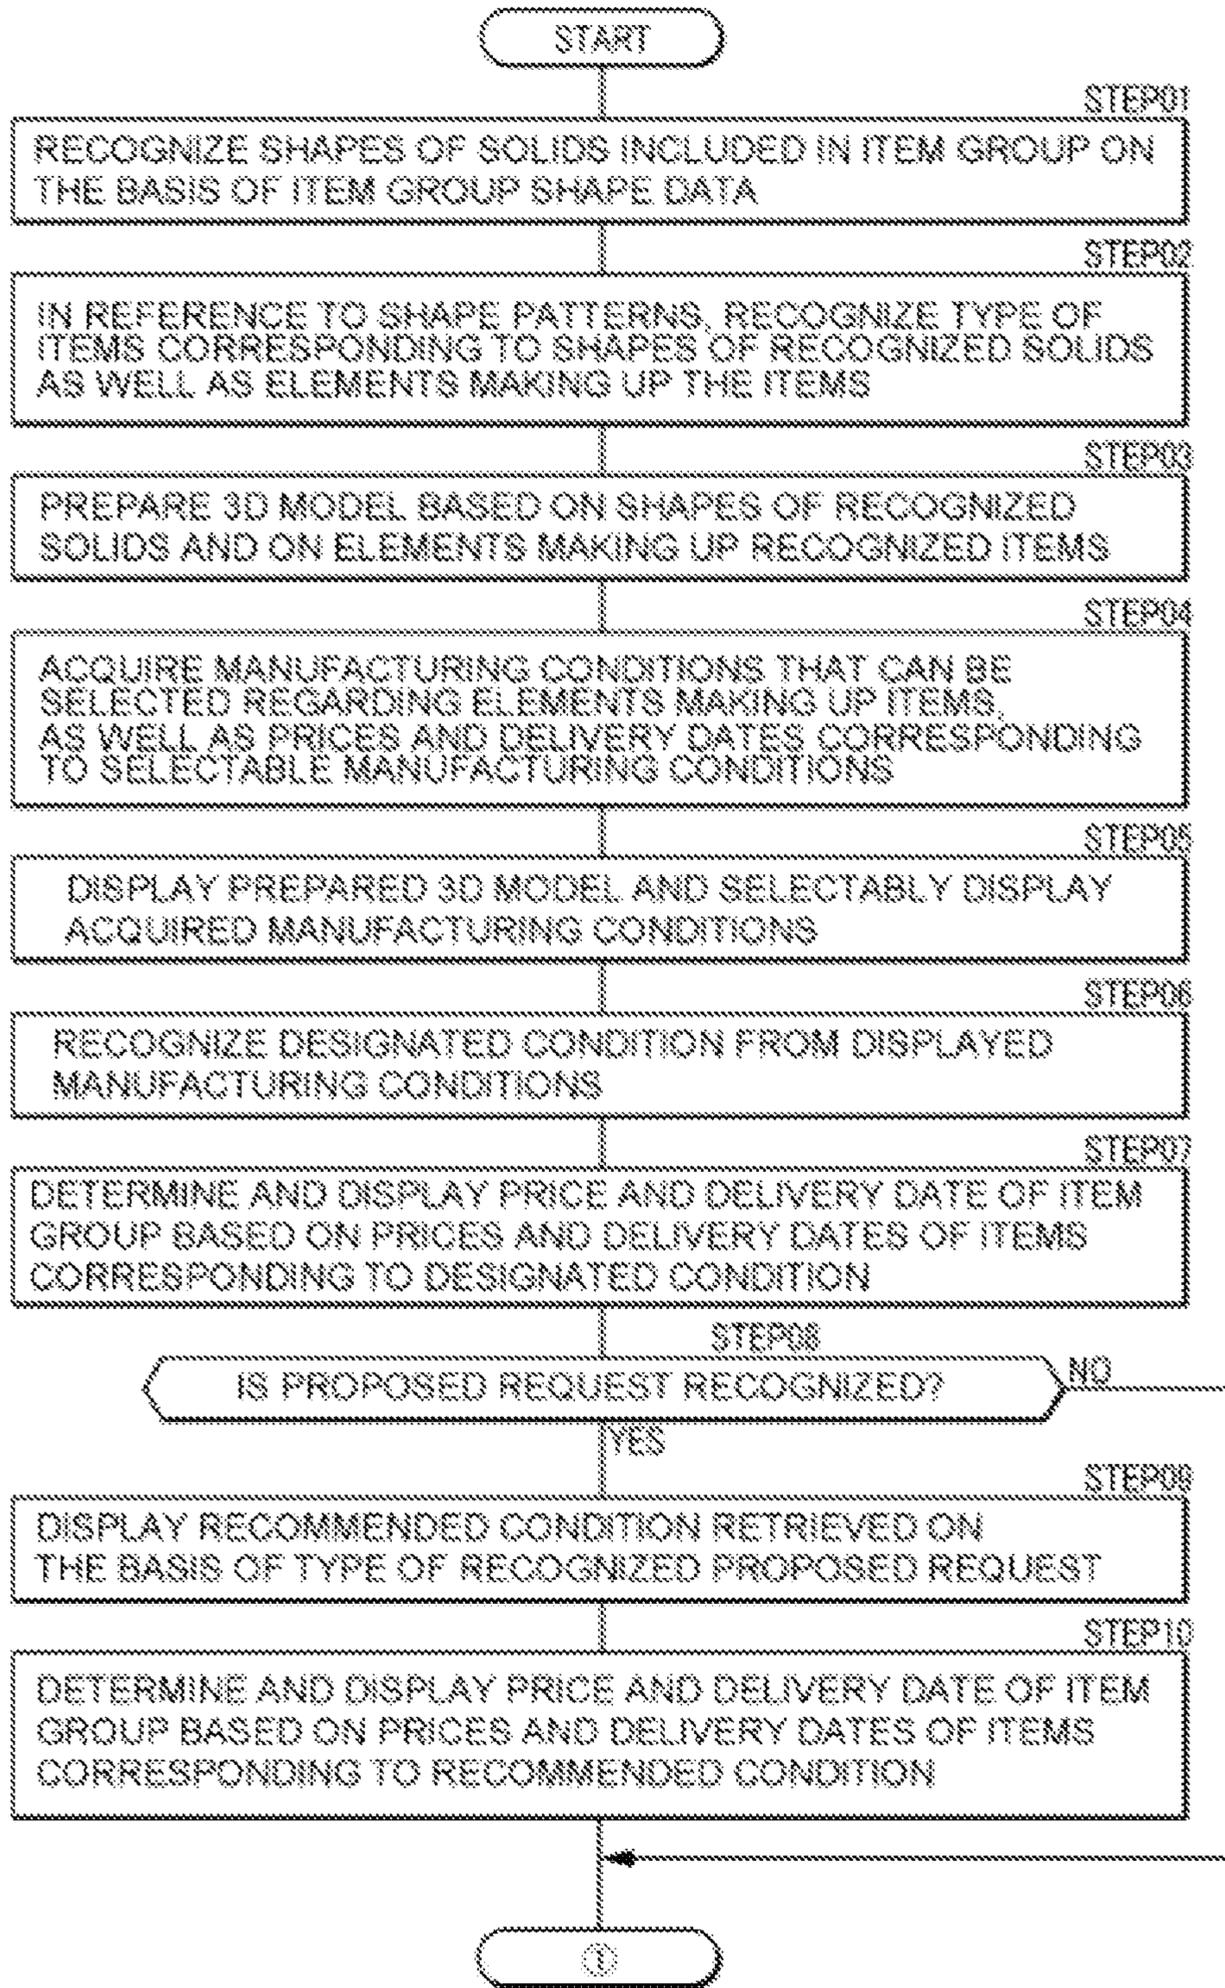 START
STEP01
RECOGNIZE SHAPES OF SOLIDS INCLUDED IN ITEM GROUP ON
THE BASIS OF ITEM GROUP SHAPE DATA
STEP02
IN REFERENCE TO SHAPE PATTERNS, RECOGNIZE TYPE OF
ITEMS CORRESPONDING TO SHAPES OF RECOGNIZED SOLIDS
AS WELL AS ELEMENTS MAKING UP THE ITEMS
STEP03
PREPARE 3D MODEL BASED ON SHAPES OF RECOGNIZED
SOLIDS AND ON ELEMENTS MAKING UP RECOGNIZED ITEMS
STEP04
ACQUIRE MANUFACTURING CONDITIONS THAT CAN BE
SELECTED REGARDING ELEMENTS MAKING UP ITEMS,
AS WELL AS PRICES AND DELIVERY DATES CORRESPONDING
TO SELECTABLE MANUFACTURING CONDITIONS
STEP05
DISPLAY PREPARED 3D MODEL AND SELECTABLY DISPLAY
ACQUIRED MANUFACTURING CONDITIONS
STEP06
RECOGNIZE DESIGNATED CONDITION FROM DISPLAYED
MANUFACTURING CONDITIONS
STEP07
DETERMINE AND DISPLAY PRICE AND DELIVERY DATE OF ITEM
GROUP BASED ON PRICES AND DELIVERY DATES OF ITEMS
CORRESPONDING TO DESIGNATED CONDITION
STEP08
IS PROPOSED REQUEST RECOGNIZED?
NO
YES
STEP09
DISPLAY RECOMMENDED CONDITION RETRIEVED ON
THE BASIS OF TYPE OF RECOGNIZED PROPOSED REQUEST
STEP10
DETERMINE AND DISPLAY PRICE AND DELIVERY DATE OF ITEM
GROUP BASED ON PRICES AND DELIVERY DATES OF ITEMS
CORRESPONDING TO RECOMMENDED CONDITION
①